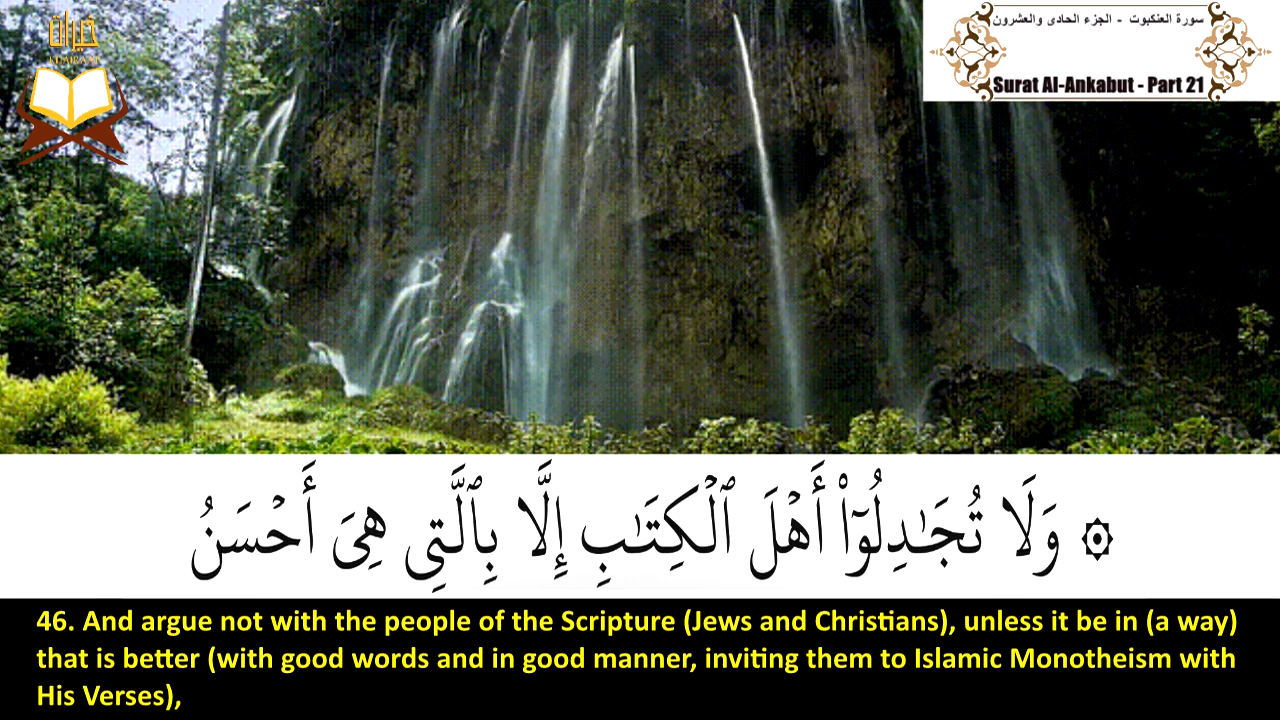 خيرات
KHAIRAAT
سورة العنكبوت - الجزء الحادى والعشرون
Surat Al-Ankabut - Part 21
۞ وَلَا تُجَـٰدِلُوٓا۟ أَهْلَ ٱلْكِتَـٰبِ إِلَّا بِٱلَّتِى هِىَ أَحْسَنُ
46. And argue not with the people of the Scripture (Jews and Christians), unless it be in (a way)
that is better (with good words and in good manner, inviting them to Islamic Monotheism with
His Verses),